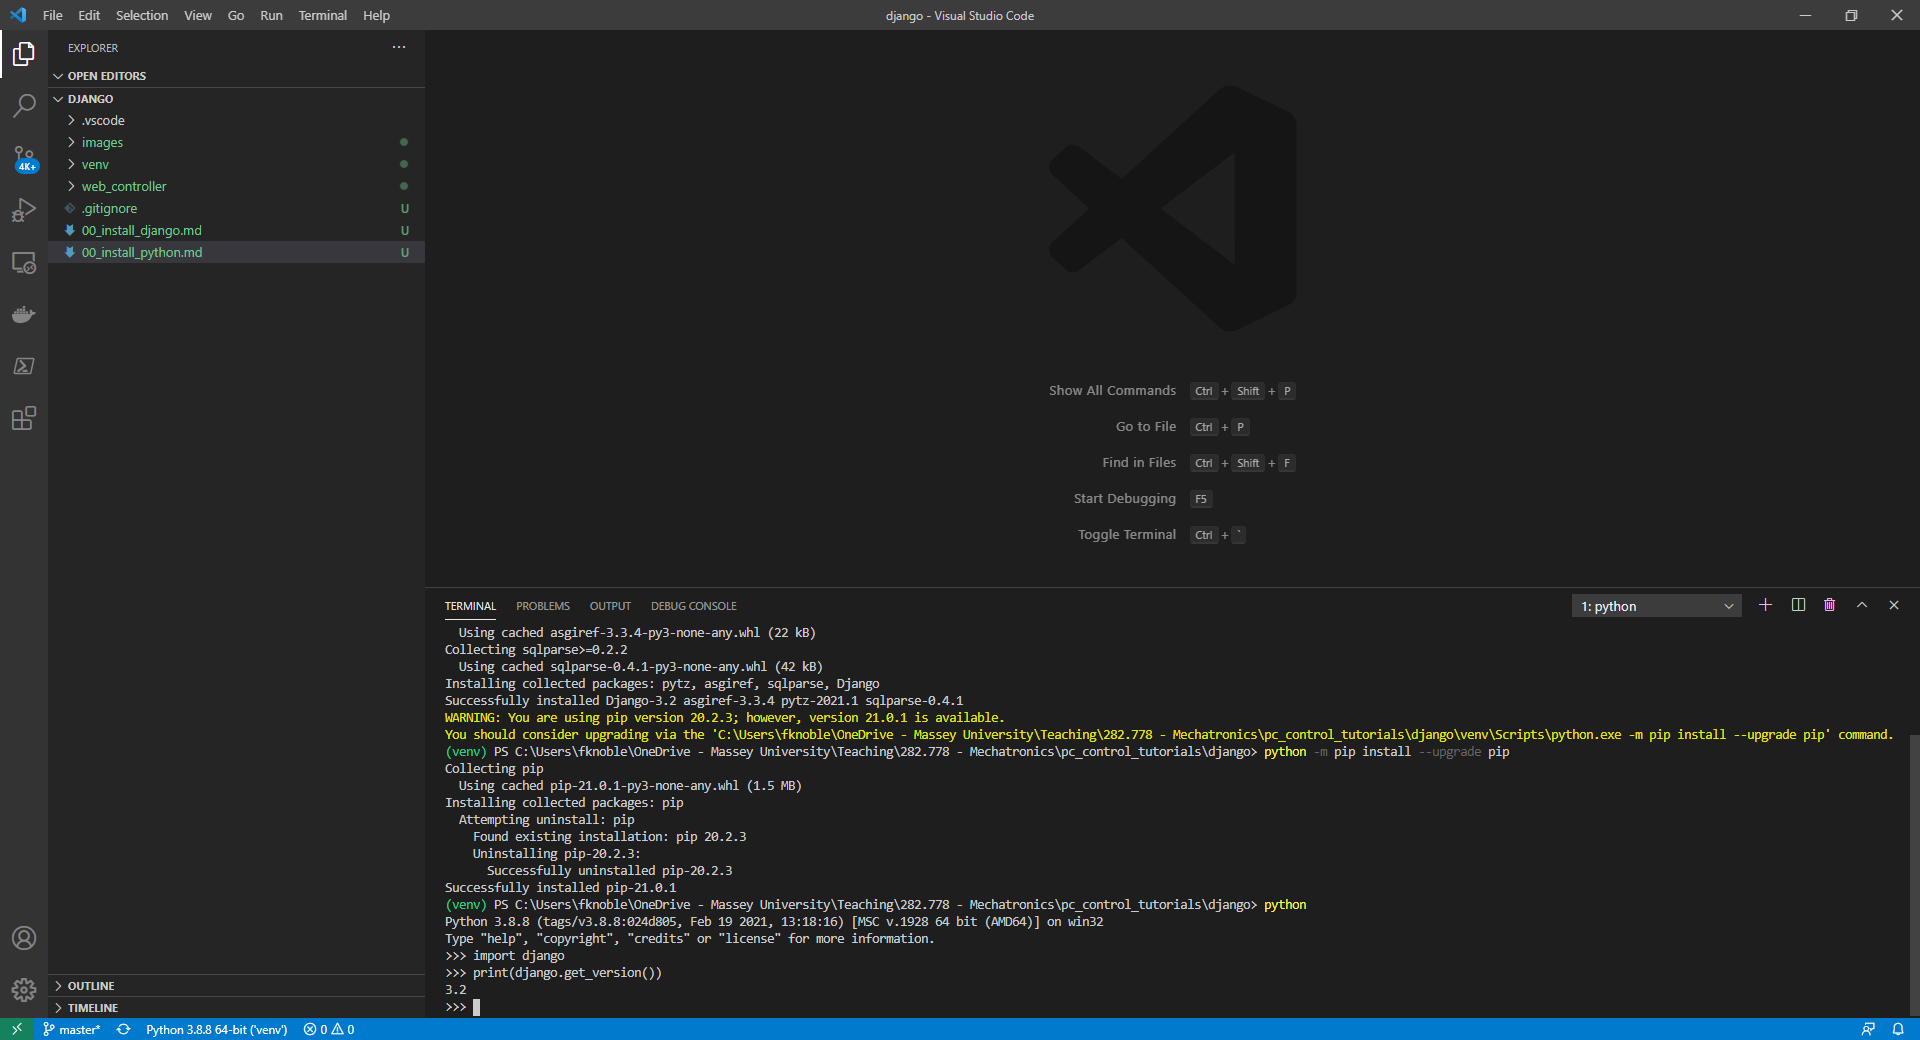 File Edit Selection View Go Run Terminal Help
django - Visual Studio Code
EXPLORER
OPEN EDITORS
DJANGO
.vscode
images
venv
web_controller
.gitignore U
00_install_django.md U
00_install_python.md U
4K+
OUTLINE
TIMELINE
Show All Commands Ctrl + Shift + P
Go to File Ctrl + P
Find in Files Ctrl + Shift + F
Start Debugging F5
Toggle Terminal Ctrl + `
TERMINAL PROBLEMS OUTPUT DEBUG CONSOLE 1: python
Using cached asgiref-3.3.4-py3-none-any.whl (22 kB)
Collecting sqlparse>=0.2.2
Using cached sqlparse-0.4.1-py3-none-any.whl (42 kB)
Installing collected packages: pytz, asgiref, sqlparse, Django
Successfully installed Django-3.2 asgiref-3.3.4 pytz-2021.1 sqlparse-0.4.1
WARNING: You are using pip version 20.2.3; however, version 21.0.1 is available.
You should consider upgrading via the 'C:\Users\fknoble\OneDrive - Massey University\Teaching\282.778 - Mechatronics\pc_control_tutorials\django\venv\Scripts\python.exe -m pip install --upgrade pip' command.
(venv) PS C:\Users\fknoble\OneDrive - Massey University\Teaching\282.778 - Mechatronics\pc_control_tutorials\django> python -m pip install --upgrade pip
Collecting pip
Using cached pip-21.0.1-py3-none-any.whl (1.5 MB)
Installing collected packages: pip
Attempting uninstall: pip
Found existing installation: pip 20.2.3
Uninstalling pip-20.2.3:
Successfully uninstalled pip-20.2.3
Successfully installed pip-21.0.1
(venv) PS C:\Users\fknoble\OneDrive - Massey University\Teaching\282.778 - Mechatronics\pc_control_tutorials\django> python
Python 3.8.8 (tags/v3.8.8:024d805, Feb 19 2021, 13:18:16) [MSC v.1928 64 bit (AMD64)] on win32
Type "help", "copyright", "credits" or "license" for more information.
>>> import django
>>> print(django.get_version())
3.2
>>>
master* Python 3.8.8 64-bit ('venv') 0 0